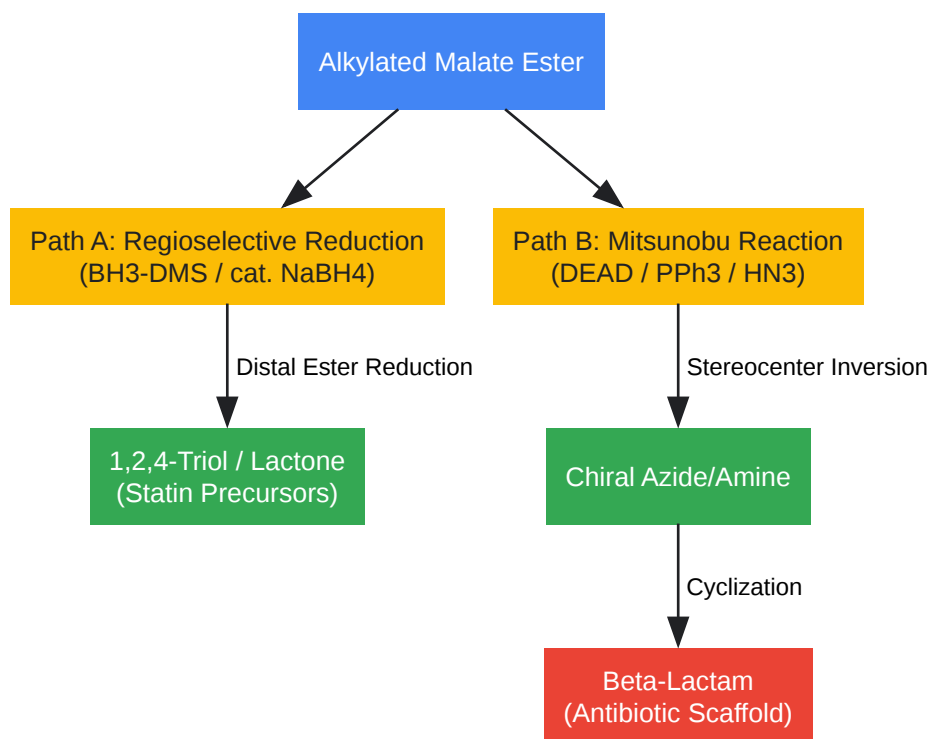 Alkylated Malate Ester
Path A: Regioselective Reduction
(BH3-DMS / cat. NaBH4)
Path B: Mitsunobu Reaction
(DEAD / PPh3 / HN3)
Distal Ester Reduction
Stereocenter Inversion
1,2,4-Triol / Lactone
(Statin Precursors)
Chiral Azide/Amine
Cyclization
Beta-Lactam
(Antibiotic Scaffold)